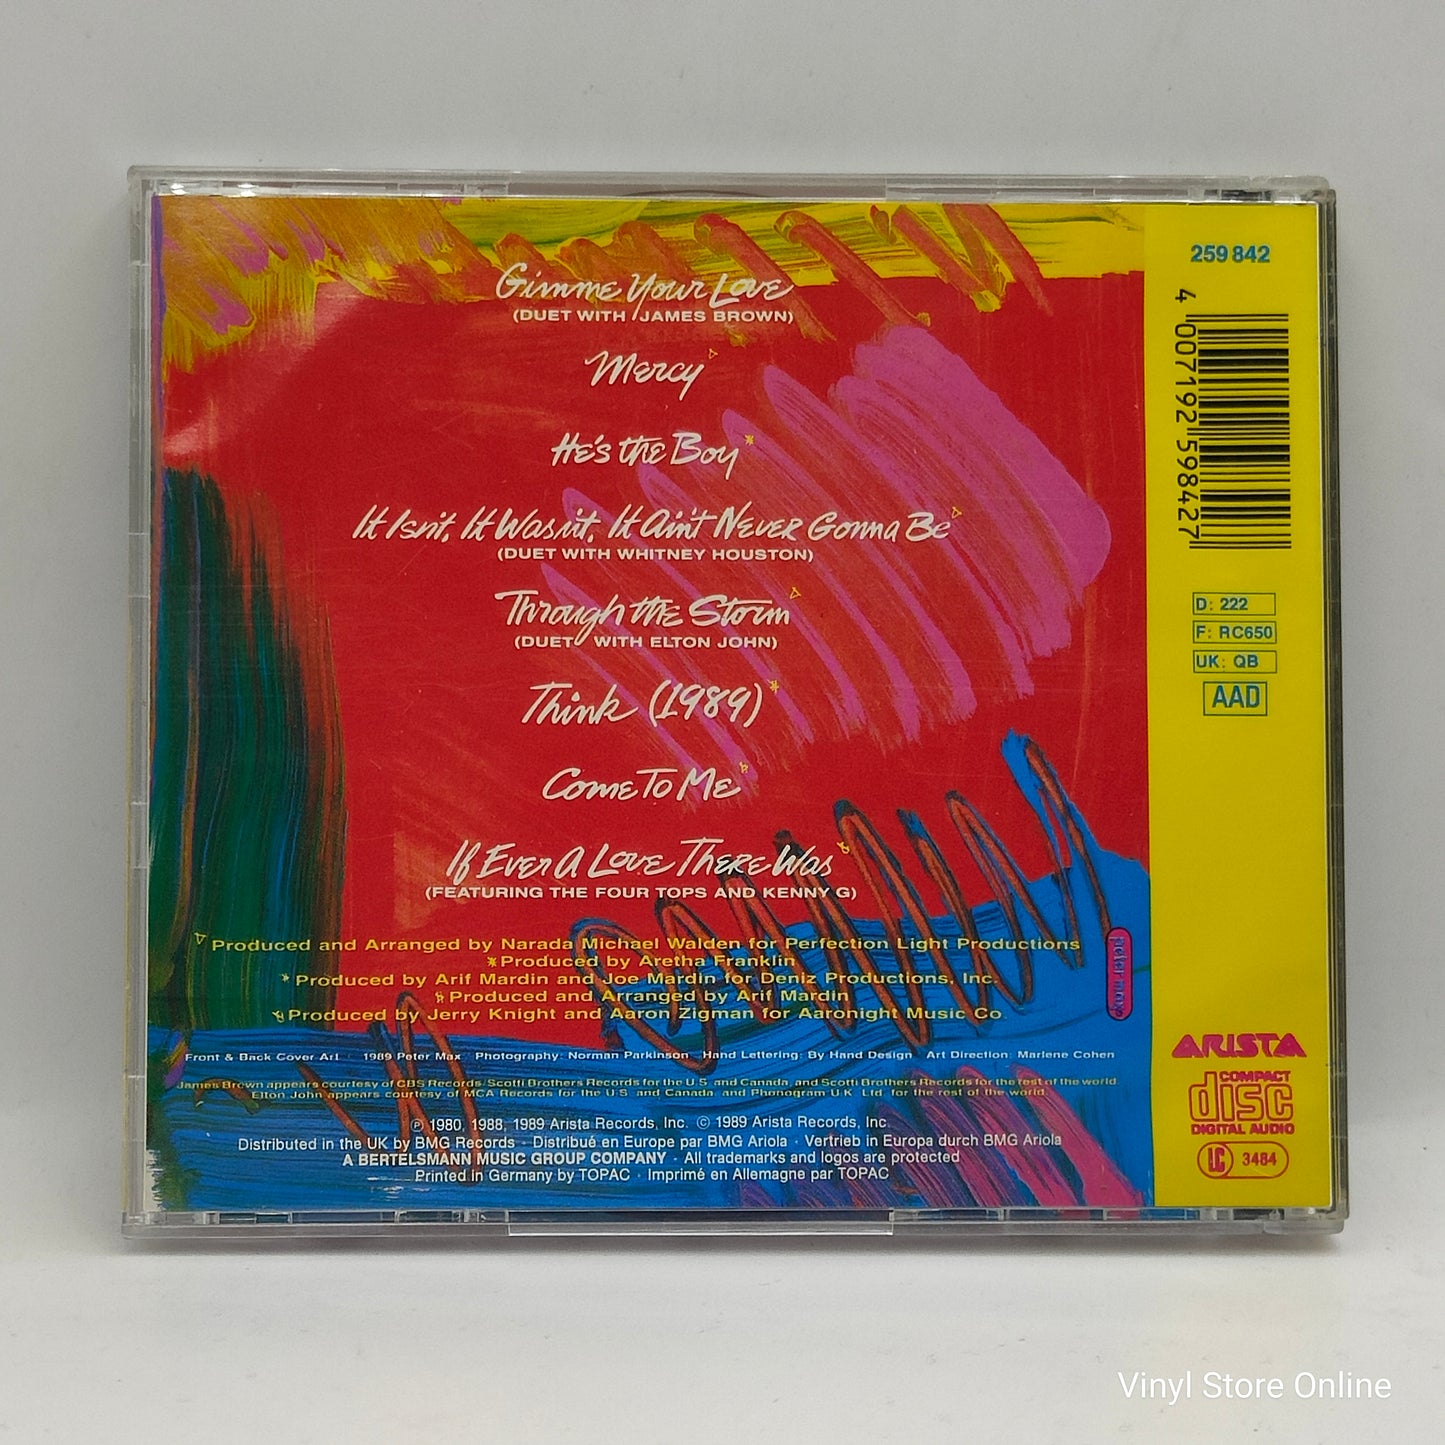 Gimme Your Love
(DUET WITH JAMES BROWN)
Mercy
He's the Boy
It Isn't, It Wasn't, It Ain't Never Gonna Be
(DUET WITH WHITNEY HOUSTON)
Through the Storm
(DUET WITH ELTON JOHN)
Think (1989)
Come To Me
If Ever A Love There Was
(FEATURING THE FOUR TOPS AND KENNY G)
Produced and Arranged by Narada Michael Walden for Perfection Light Productions
Produced by Aretha Franklin
Produced by Arif Mardin and Joe Mardin for Deniz Productions, Inc.
Produced and Arranged by Arif Mardin
Produced by Jerry Knight and Aaron Zigman for Aaronight Music Co.
Front & Back Cover Art 1989 Peter Max Photography: Norman Parkinson Hand Lettering: By Hand Design Art Direction: Marlene Cohen
James Brown appears courtesy of CBS Records/Scotti Brothers Records for the U.S. and Canada, and Scotti Brothers Records for the rest of the world.
Elton John appears courtesy of MCA Records for the U.S. and Canada, and Phonogram U.K. Ltd. for the rest of the world.
℗ 1980, 1988, 1989 Arista Records, Inc. © 1989 Arista Records, Inc.
Distributed in the UK by BMG Records · Distribué en Europe par BMG Ariola · Vertrieb in Europa durch BMG Ariola
A BERTELSMANN MUSIC GROUP COMPANY · All trademarks and logos are protected
Printed in Germany by TOPAC · Imprimé en Allemagne par TOPAC
peter max
259 842
4 007192 598427
D: 222
F: RC650
UK: QB
AAD
ARISTA
COMPACT
disc
DIGITAL AUDIO
LC 3484
Vinyl Store Online